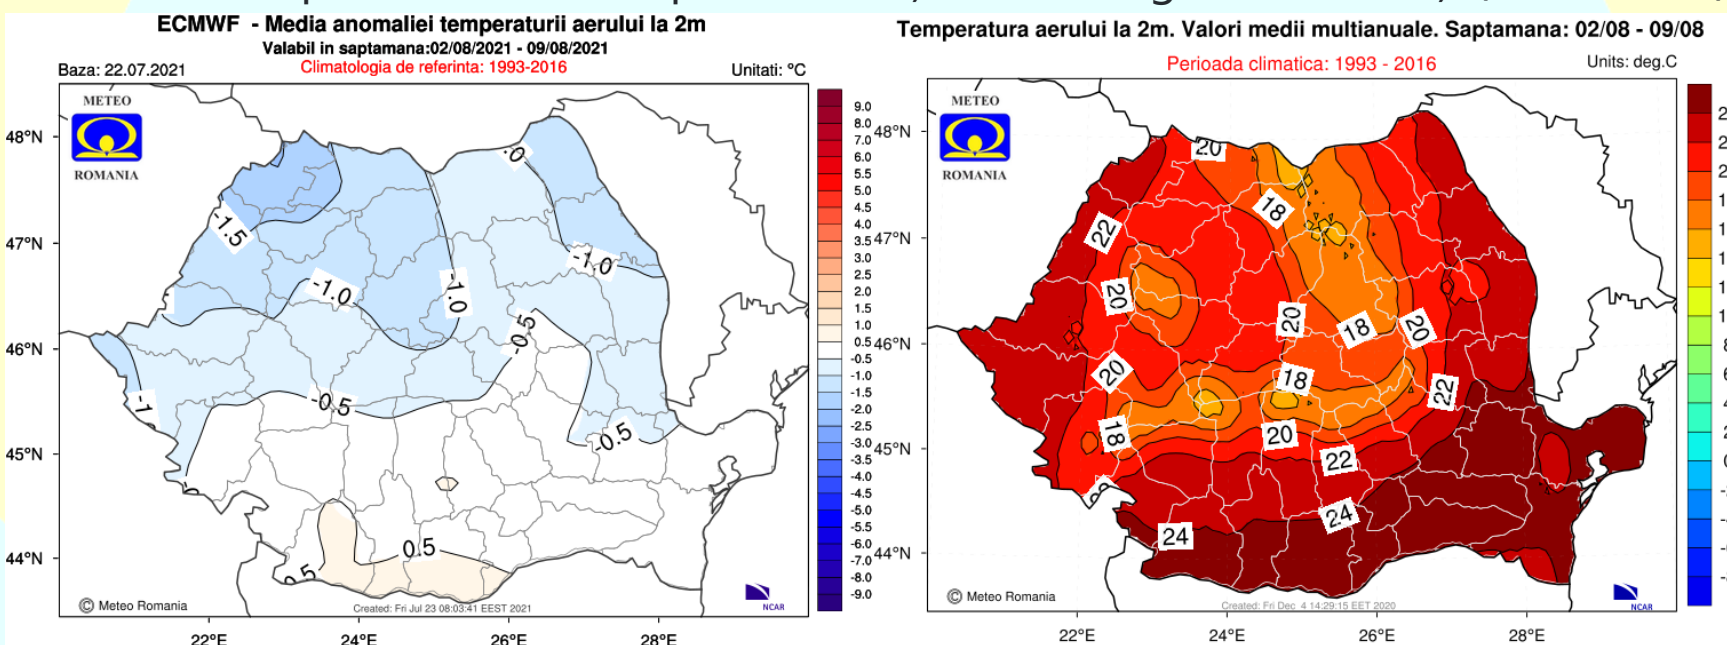 ECMWF - Media anomaliei temperaturii aerului la 2m
Valabil in saptamana:02/08/2021 - 09/08/2021
Baza: 22.07.2021
Climatologia de referinta: 1993-2016
Unitati: °C
METEO
ROMANIA
48°N
47°N
46°N
45°N
44°N
22°E
24°E
26°E
28°E
-1.5
-1.0
-1.0
-1.0
-0.5
-0.5
-0.5
0.5
9.0
8.0
7.0
6.0
5.5
5.0
4.5
4.0
3.5
3.0
2.5
2.0
1.5
1.0
0.5
-0.5
-1.0
-1.5
-2.0
-2.5
-3.0
-3.5
-4.0
-4.5
-5.0
-5.5
-6.0
-7.0
-8.0
-9.0
© Meteo Romania
Created: Fri Jul 23 08:03:41 EEST 2021
NCAR
Temperatura aerului la 2m. Valori medii multianuale. Saptamana: 02/08 - 09/08
Perioada climatica: 1993 - 2016
Units: deg.C
METEO
ROMANIA
48°N
47°N
46°N
45°N
44°N
22°E
24°E
26°E
28°E
20
18
22
20
20
18
20
20
18
22
18
20
22
24
24
© Meteo Romania
Created: Fri Dec 4 14:29:15 EET 2020
NCAR